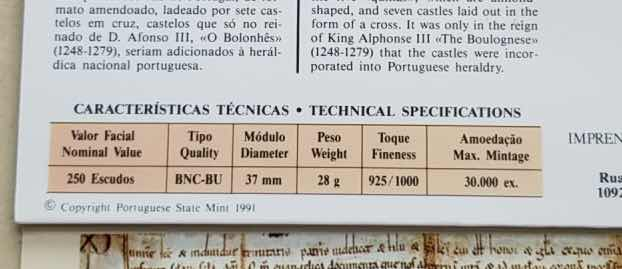 mato amendoado, ladeado por sete cas-
telos em cruz, castelos que só no rei-
nado de D. Afonso III, «O Bolonhês»
(1248-1279), seriam adicionados à herál-
dica nacional portuguesa.
shaped, and seven castles laid out in the
form of a cross. It was only in the reign
of King Alphonse III «The Boulognese»
(1248-1279) that the castles were incor-
porated into Portuguese heraldry.
CARACTERÍSTICAS TÉCNICAS • TECHNICAL SPECIFICATIONS
Valor Facial Tipo Módulo Peso Toque Amoedação
Nominal Value Quality Diameter Weight Fineness Max. Mintage
250 Escudos BNC-BU 37 mm 28 g 925/1000 30.000 ex.
© Copyright Portuguese State Mint 1991
IMPREN
Rua
1092